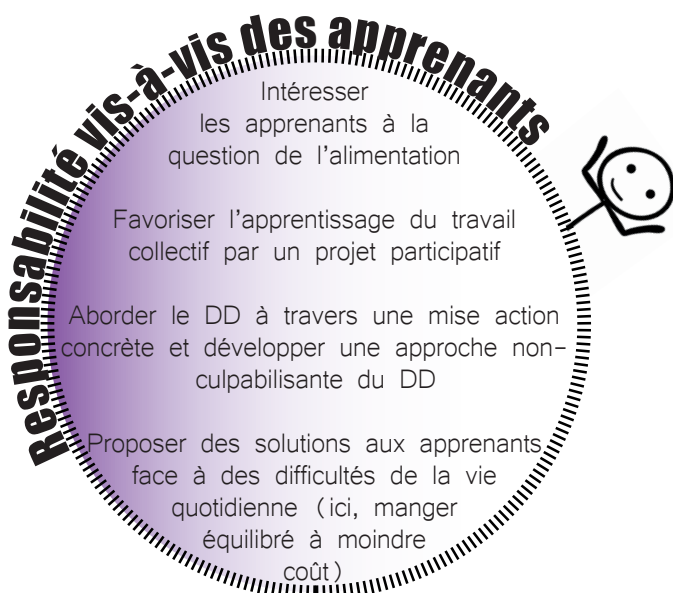 Responsabilité vis-à-vis des apprenants
Intéresser
les apprenants à la
question de l'alimentation
Favoriser l'apprentissage du travail
collectif par un projet participatif
Aborder le DD à travers une mise action
concrète et développer une approche non-
culpabilisante du DD
Proposer des solutions aux apprenants
face à des difficultés de la vie
quotidienne (ici, manger
équilibré à moindre
coût)